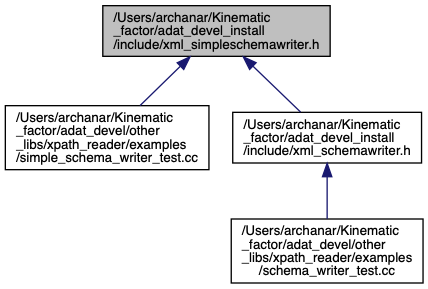 /Users/archanar/Kinematic
_factor/adat_devel_install
/include/xml_simpleschemawriter.h
/Users/archanar/Kinematic
_factor/adat_devel/other
_libs/xpath_reader/examples
/simple_schema_writer_test.cc
/Users/archanar/Kinematic
_factor/adat_devel_install
/include/xml_schemawriter.h
/Users/archanar/Kinematic
_factor/adat_devel/other
_libs/xpath_reader/examples
/schema_writer_test.cc